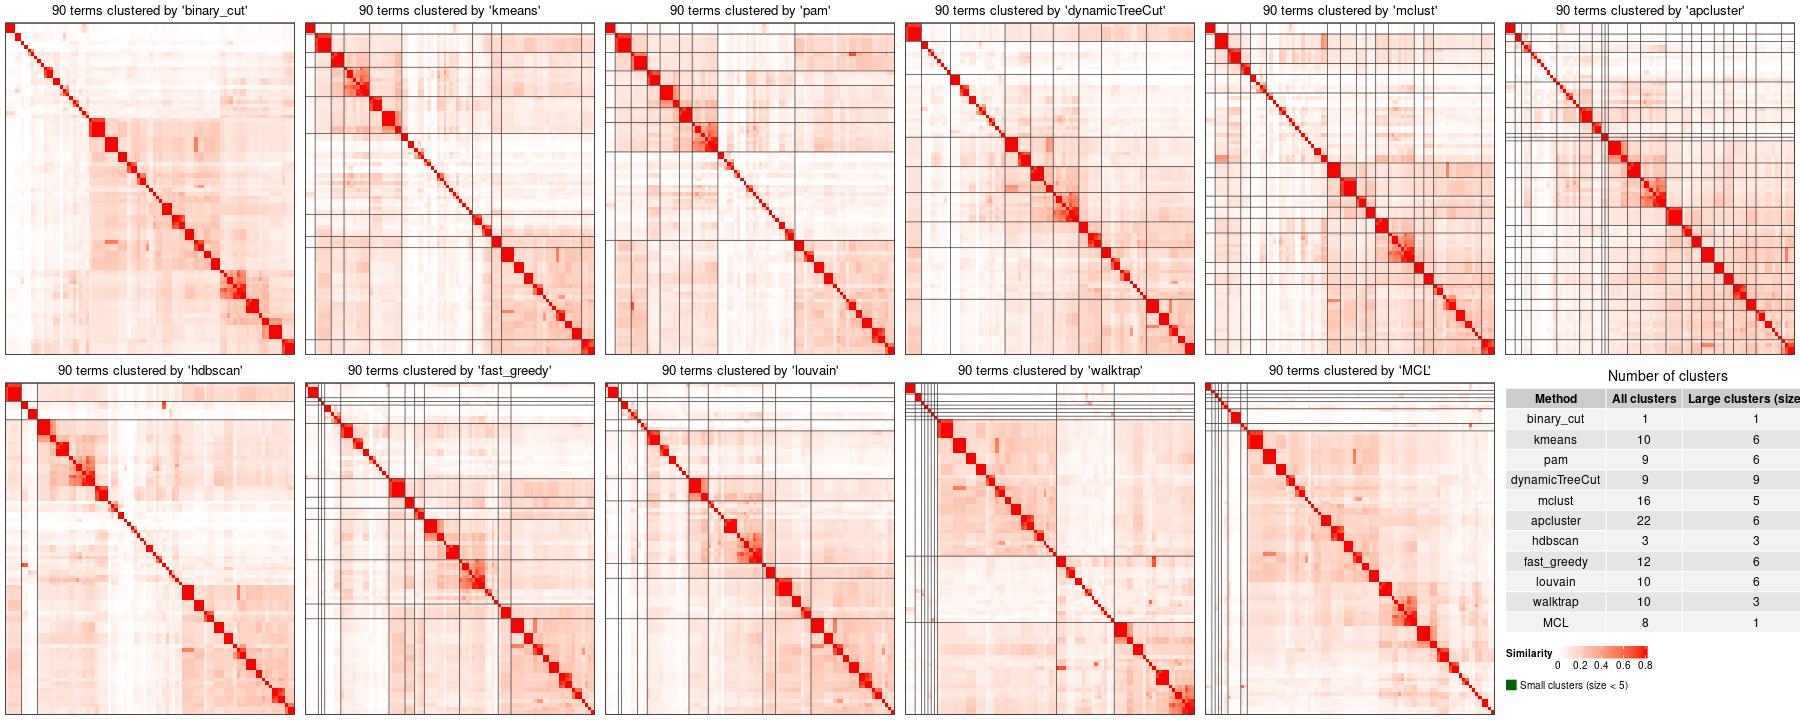 90 terms clustered by 'binary_cut'
90 terms clustered by 'kmeans'
90 terms clustered by 'pam'
90 terms clustered by 'dynamicTreeCut'
90 terms clustered by 'mclust'
90 terms clustered by 'apcluster'
90 terms clustered by 'hdbscan'
90 terms clustered by 'fast_greedy'
90 terms clustered by 'louvain'
90 terms clustered by 'walktrap'
90 terms clustered by 'MCL'
Number of clusters
Method All clusters Large clusters (size
binary_cut 1 1
kmeans 10 6
pam 9 6
dynamicTreeCut 9 9
mclust 16 5
apcluster 22 6
hdbscan 3 3
fast_greedy 12 6
louvain 10 6
walktrap 10 3
MCL 8 1
Similarity
0 0.2 0.4 0.6 0.8
Small clusters (size < 5)